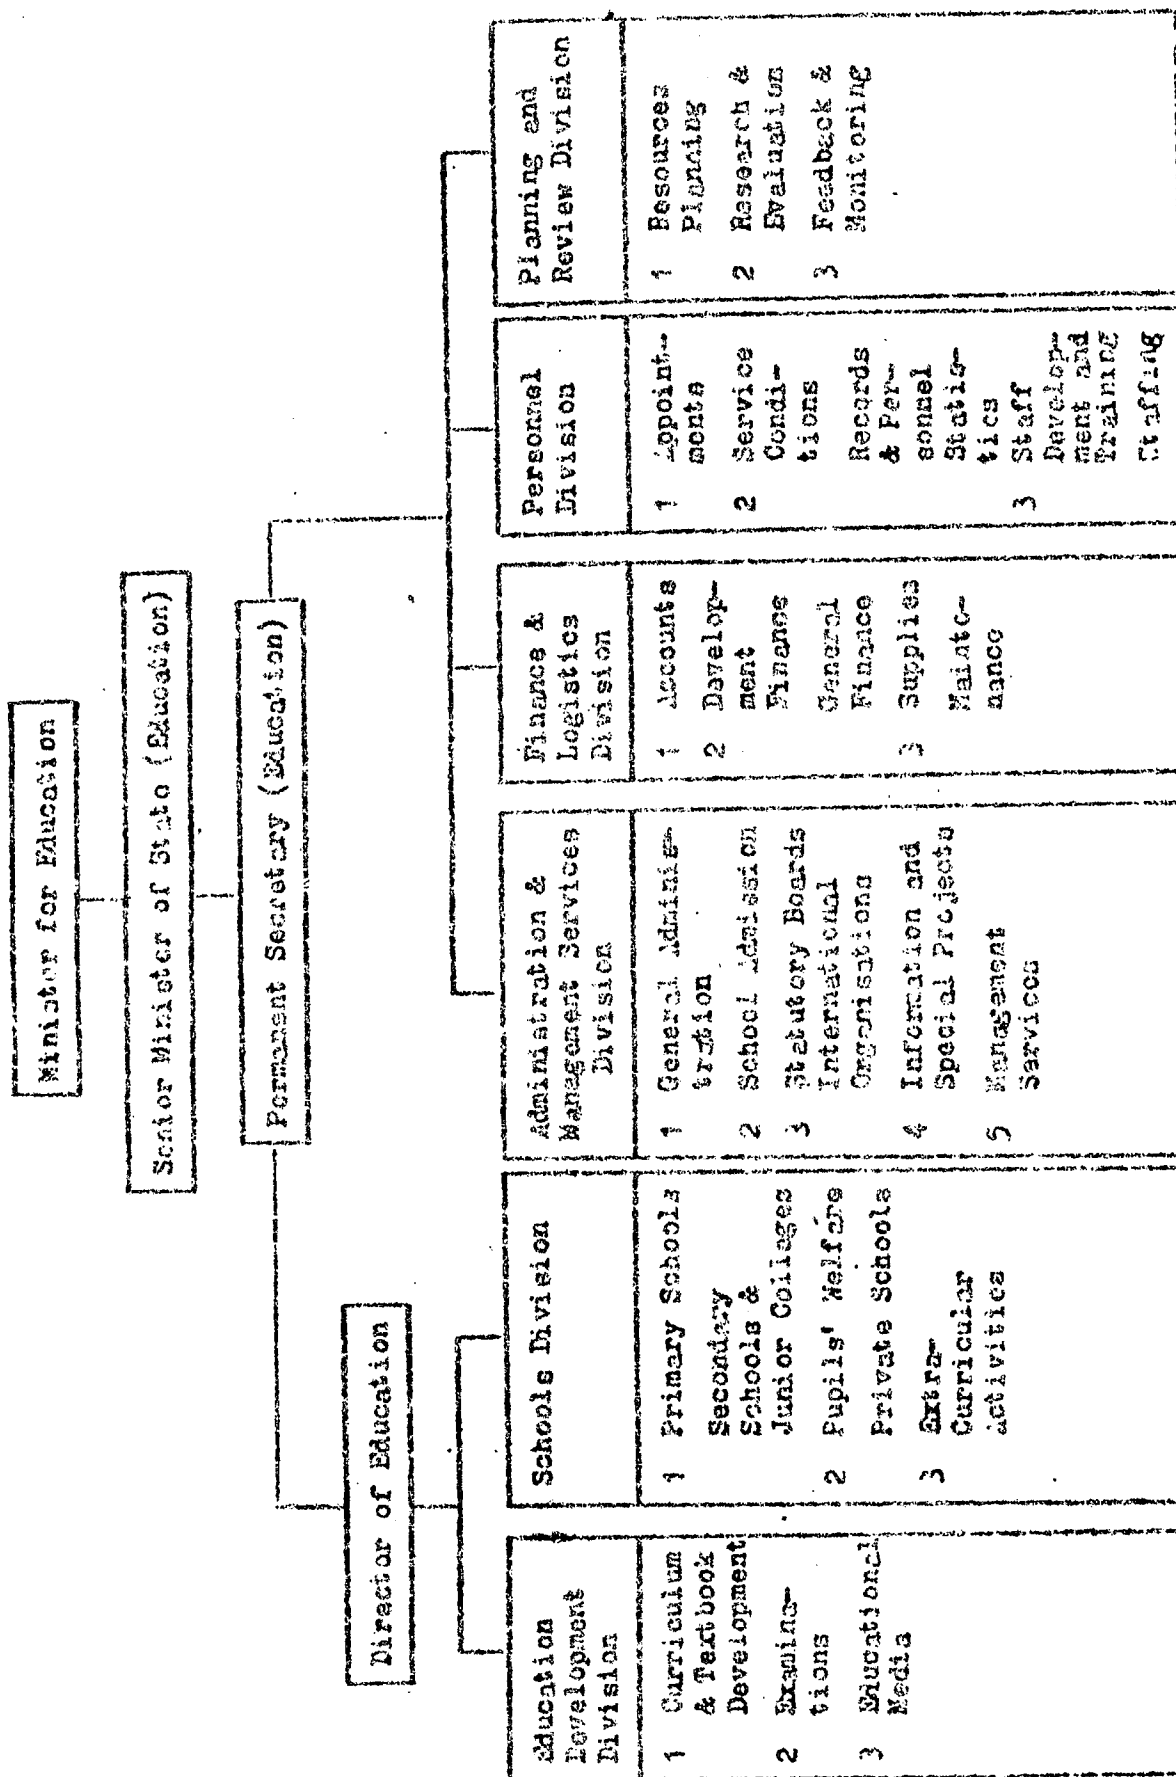 Minister for Education
Senior Minister of State (Education)
Permanent Secretary (Education)
Director of Education
Education
Development
Division
1 Curriculum
& Textbook
Development
2 Examina-
tions
3 Educational
Media
Schools Division
1 Primary Schools
Secondary
Schools &
Junior Colleges
2 Pupils' Welfare
Private Schools
3 Extra-
Curricular
Activities
Administration &
Management Services
Division
1 General Adminis-
tration
2 School Admission
3 Statutory Boards
International
Organisations
4 Information and
Special Projects
5 Management
Services
Finance &
Logistics
Division
1 Accounts
2 Develop-
ment
Finance
General
Finance
3 Supplies
Mainte-
nance
Personnel
Division
1 Appoint-
ments
2 Service
Condi-
tions
Records
& Per-
sonnel
Statis-
tics
3 Staff
Develop-
ment and
Training
Staffing
Planning and
Review Division
1 Resources
Planning
2 Research &
Evaluation
3 Feedback &
Monitoring